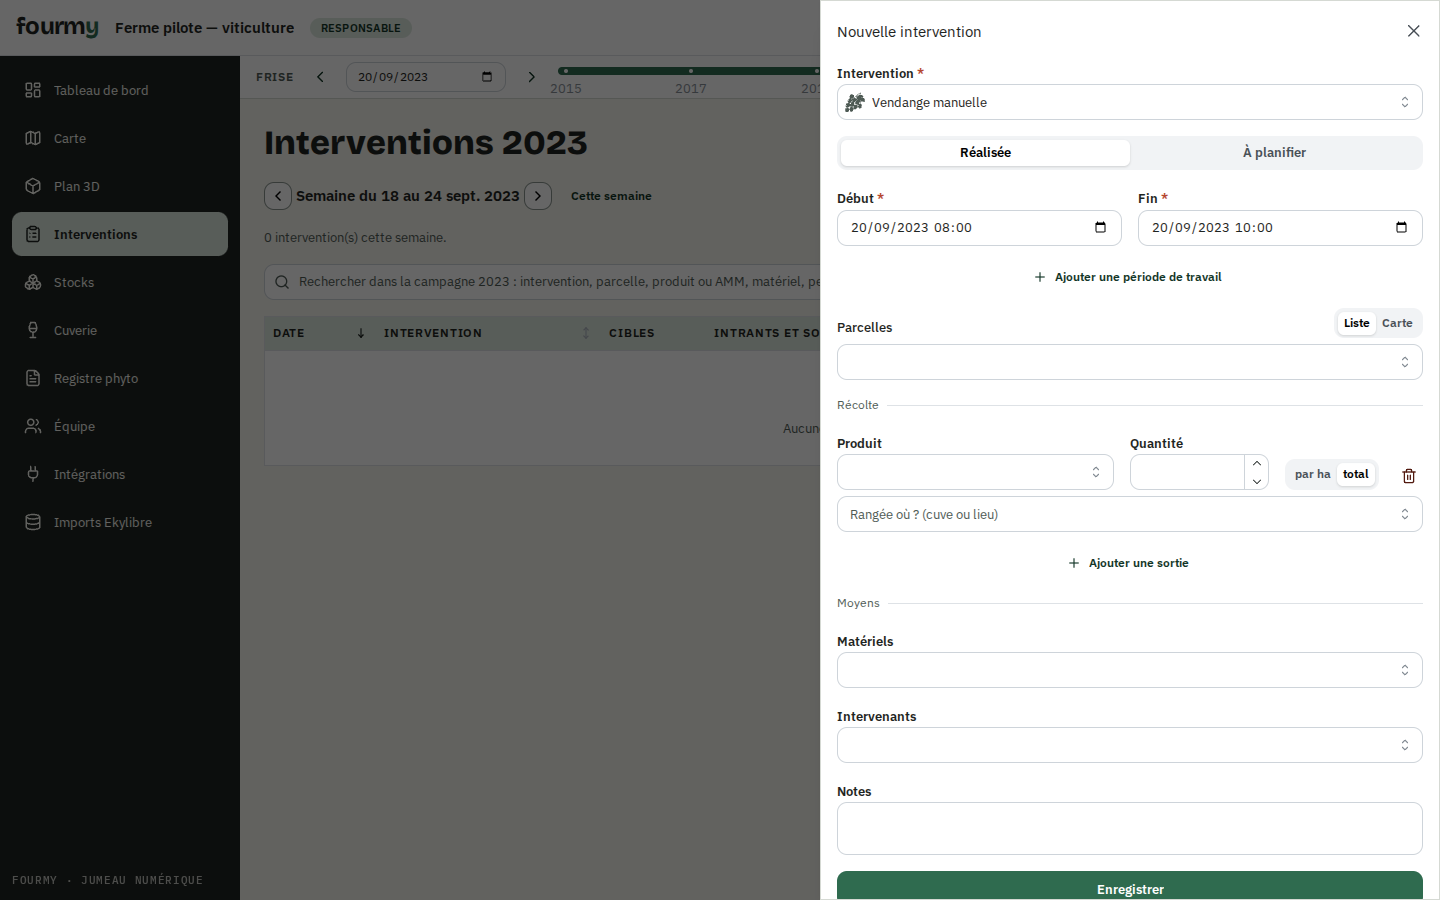 fourmy
Ferme pilote — viticulture
RESPONSABLE
Tableau de bord
Carte
Plan 3D
Interventions
Stocks
Cuverie
Registre phyto
Équipe
Intégrations
Imports Ekylibre
FOURMY · JUMEAU NUMÉRIQUE
FRISE
20/09/2023
2015
2017
Interventions 2023
Semaine du 18 au 24 sept. 2023
Cette semaine
0 intervention(s) cette semaine.
Rechercher dans la campagne 2023 : intervention, parcelle, produit ou AMM, matériel, pe
DATE
INTERVENTION
CIBLES
INTRANTS ET SO
Aucun
Nouvelle intervention
Intervention *
Vendange manuelle
Réalisée
À planifier
Début *
Fin *
20/09/2023 08:00
20/09/2023 10:00
Ajouter une période de travail
Parcelles
Liste
Carte
Récolte
Produit
Quantité
par ha
total
Rangée où ? (cuve ou lieu)
Ajouter une sortie
Moyens
Matériels
Intervenants
Notes
Enregistrer